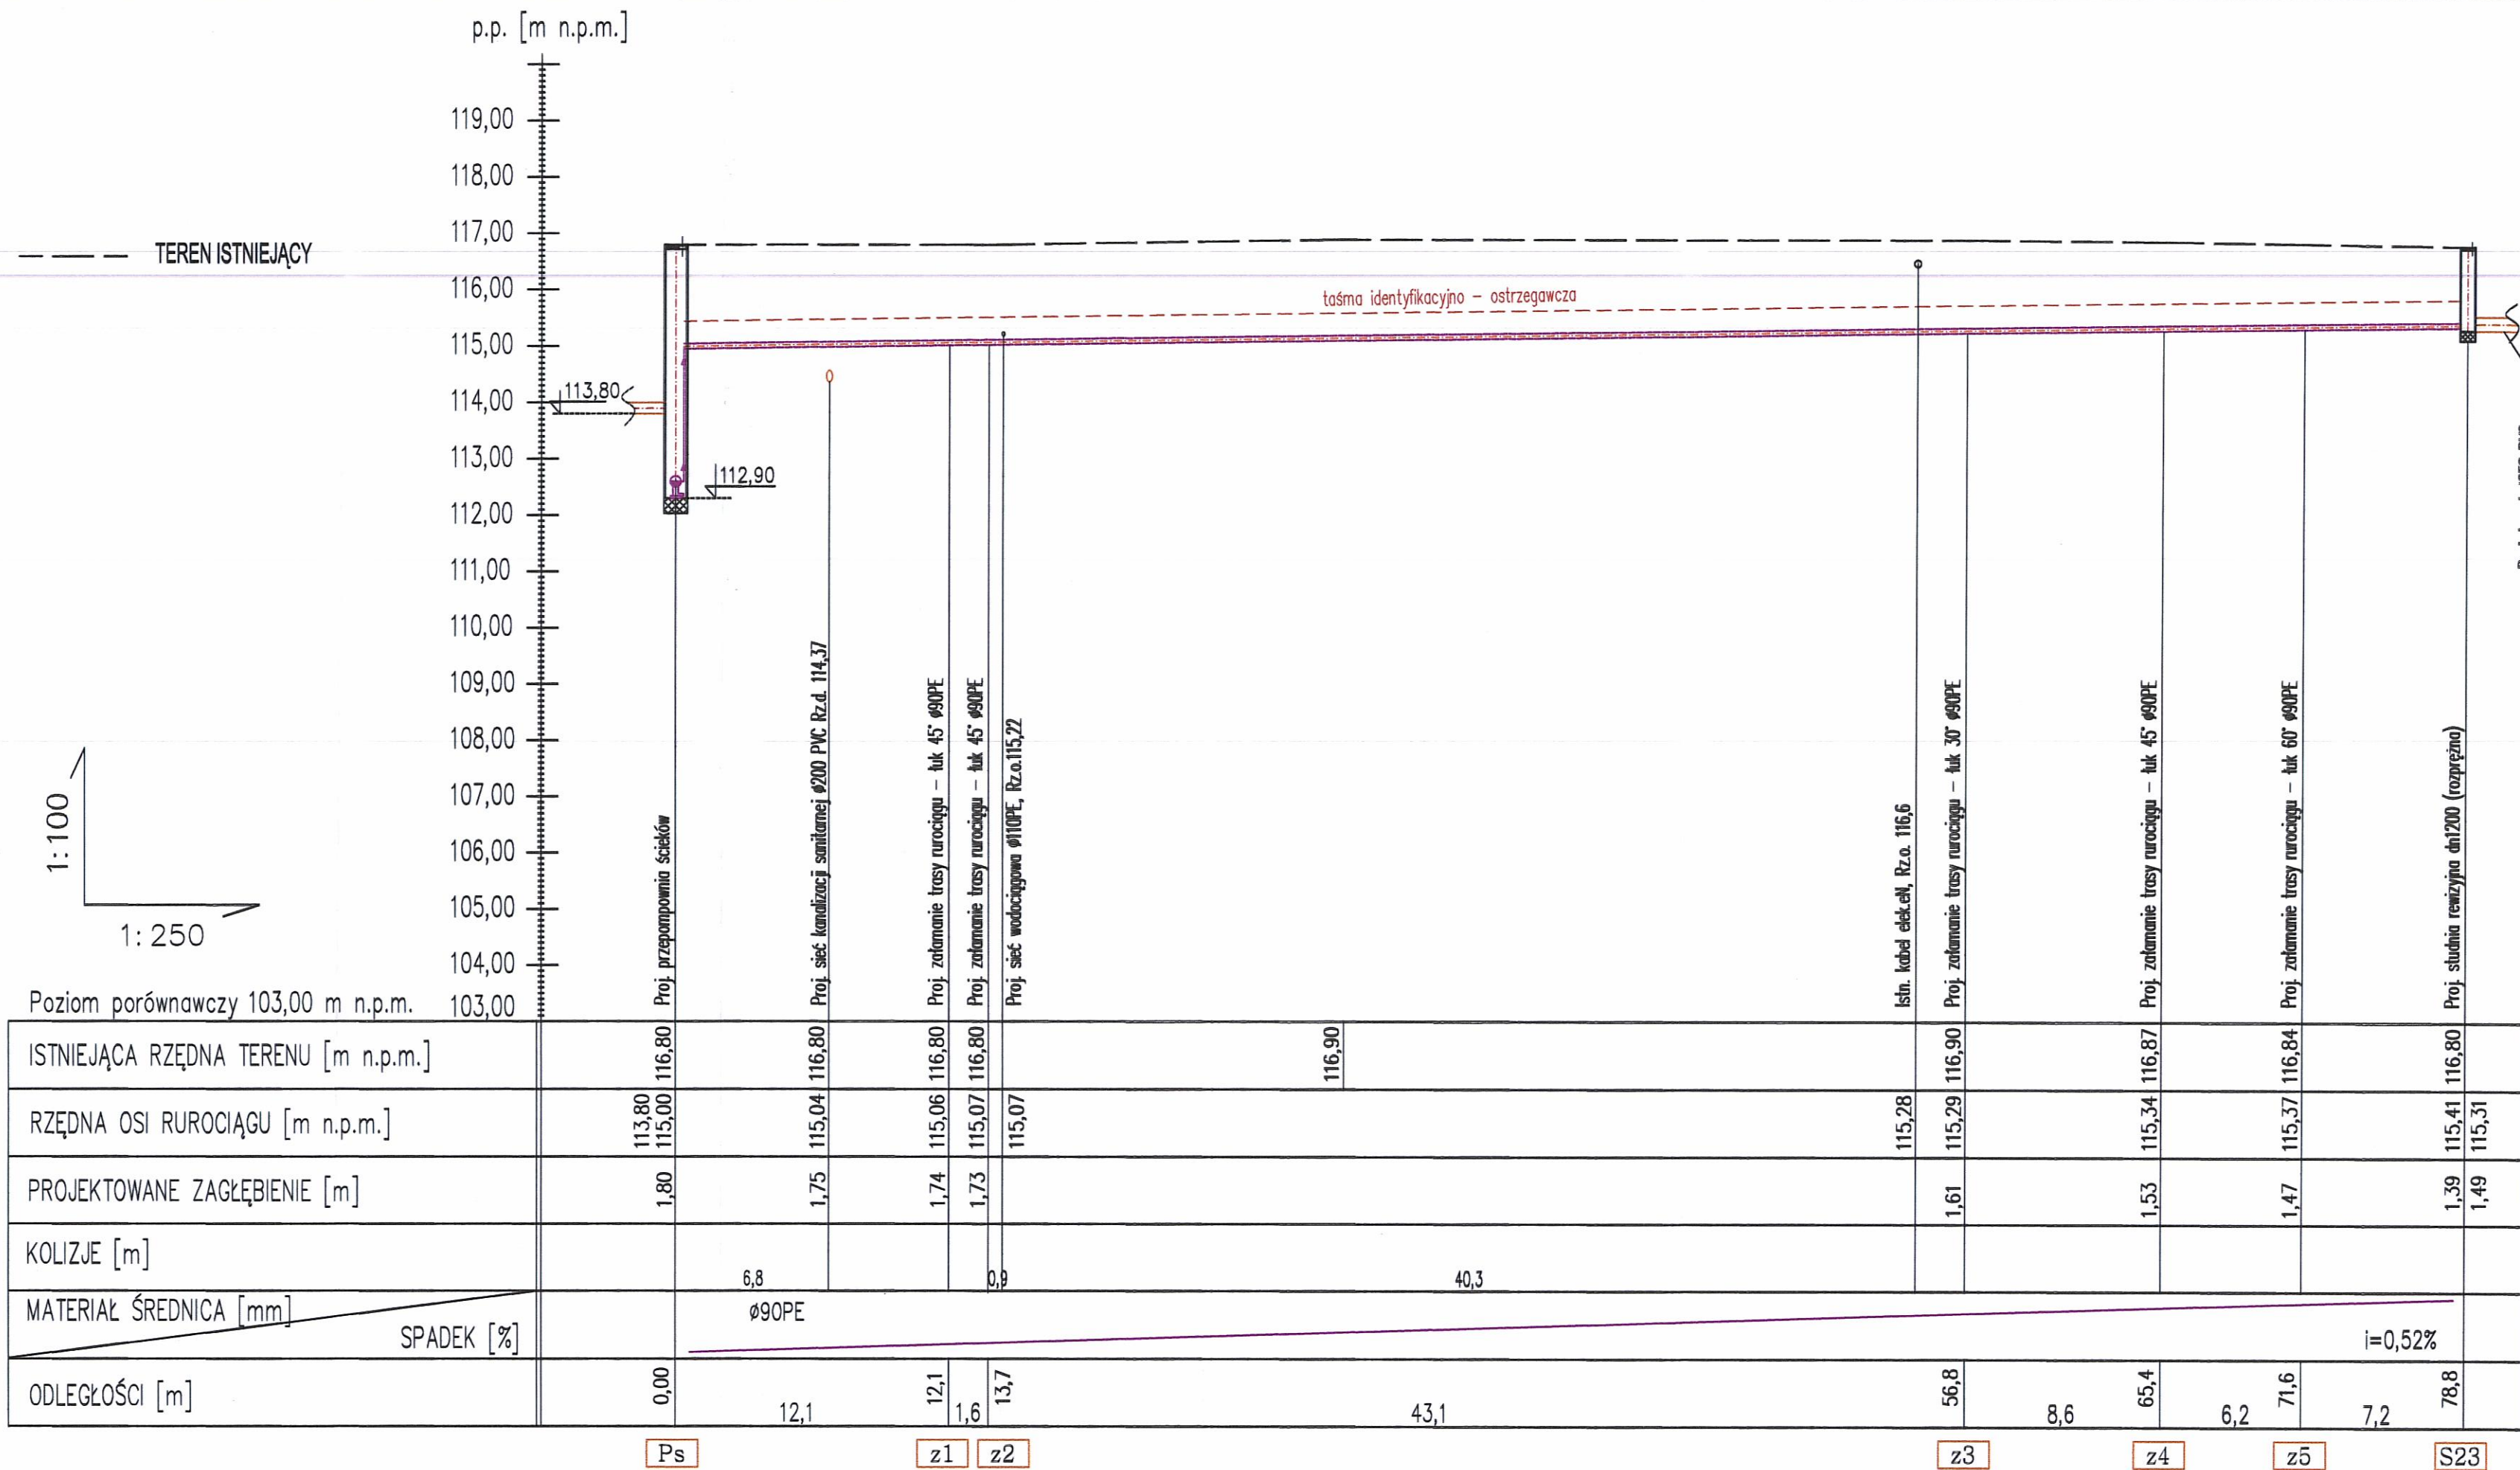 p.p. [m n.p.m.]
119,00
118,00
117,00
116,00
115,00
114,00
113,00
112,00
111,00
110,00
109,00
108,00
107,00
106,00
105,00
104,00
103,00
TEREN ISTNIEJĄCY
taśma identyfikacyjno - ostrzegawcza
113,80
112,90
1:100
1:250
Poziom porównawczy 103,00 m n.p.m.
Proj. przepompownia ścieków
Proj. sieć kanalizacji sanitarnej ø200 PVC Rz.d. 114,37
Proj. załamanie trasy rurociągu - łuk 45° ø90PE
Proj. załamanie trasy rurociągu - łuk 45° ø90PE
Proj. sieć wodociągowa ø110PE, Rz.o.115,22
Istn. kabel elek.eN, Rz.o. 116,6
Proj. załamanie trasy rurociągu - łuk 30° ø90PE
Proj. załamanie trasy rurociągu - łuk 45° ø90PE
Proj. załamanie trasy rurociągu - łuk 60° ø90PE
Proj. studnia rewizyjna dn1200 (rozprężna)
ISTNIEJĄCA RZĘDNA TERENU [m n.p.m.]
116,80
116,80
116,80
116,80
116,90
116,90
116,87
116,84
116,80
RZĘDNA OSI RUROCIĄGU [m n.p.m.]
113,80
115,00
115,04
115,06
115,07
115,07
115,28
115,29
115,34
115,37
115,41
115,31
PROJEKTOWANE ZAGŁĘBIENIE [m]
1,80
1,75
1,74
1,73
1,61
1,53
1,47
1,39
1,49
KOLIZJE [m]
6,8
0,9
40,3
MATERIAŁ ŚREDNICA [mm]
SPADEK [%]
ø90PE
i=0,52%
ODLEGŁOŚCI [m]
0,00
12,1
13,7
56,8
65,4
71,6
78,8
12,1
1,6
43,1
8,6
6,2
7,2
Ps
z1
z2
z3
z4
z5
S23